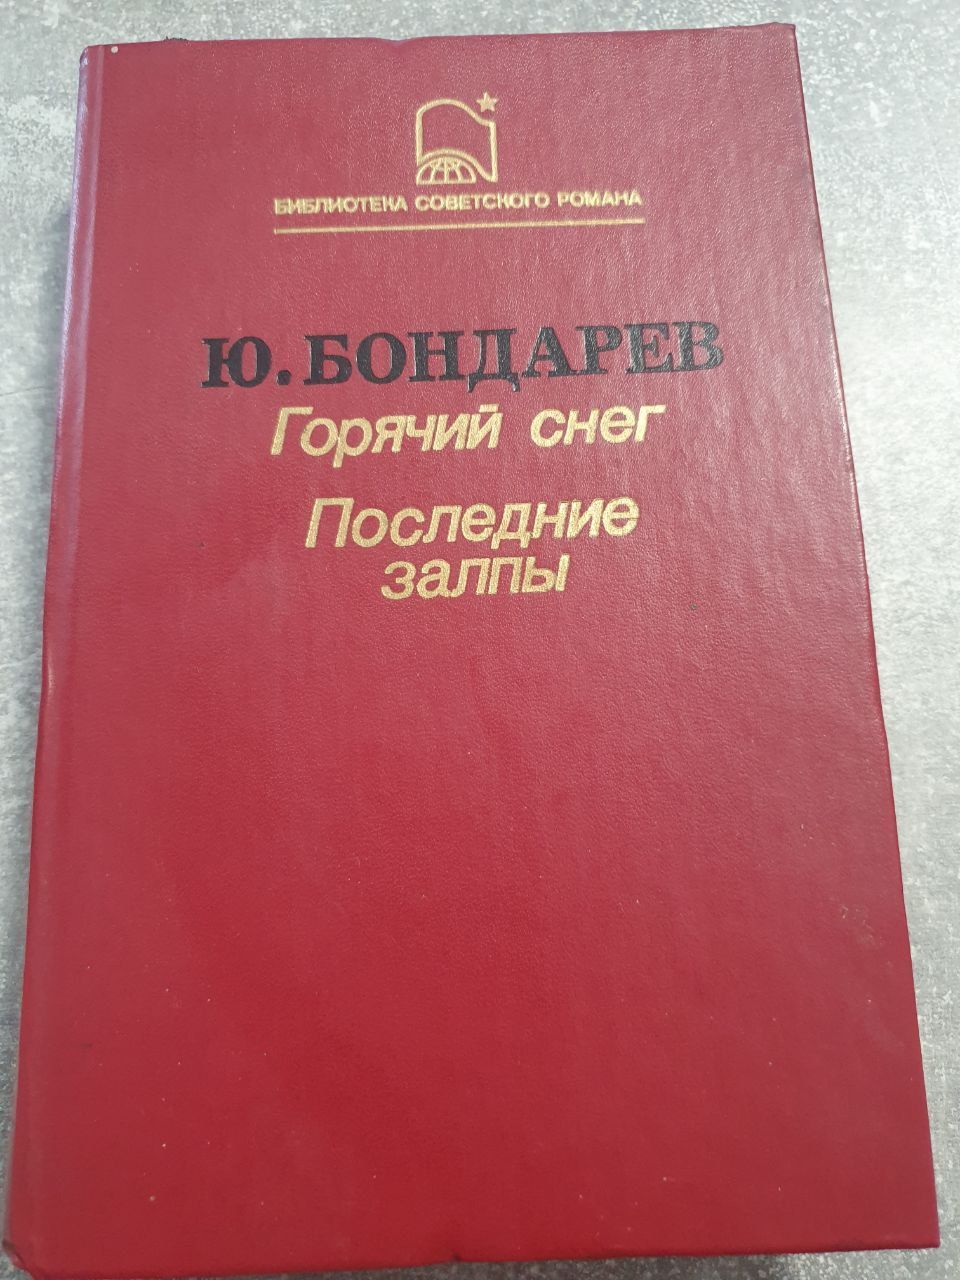 БИБЛИОТЕКА СОВЕТСКОГО РОМАНА
Ю. БОНДАРЕВ
Горячий снег
Последние
залпы